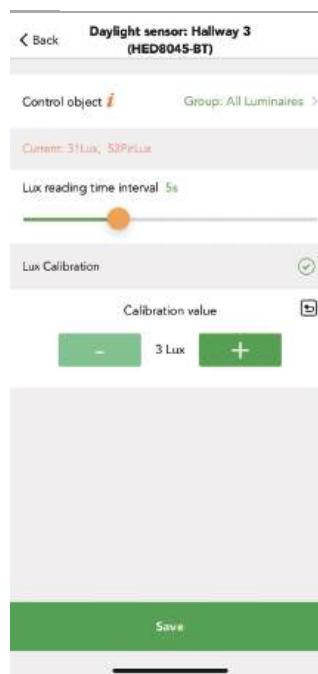 Back
Daylight sensor: Hallway 3
(HED8045-BT)
Control object i Group: All Luminaires >
Current: 31Lux, 52PirLux
Lux reading time interval 5s
Lux Calibration
Calibration value
- 3 Lux +
Save